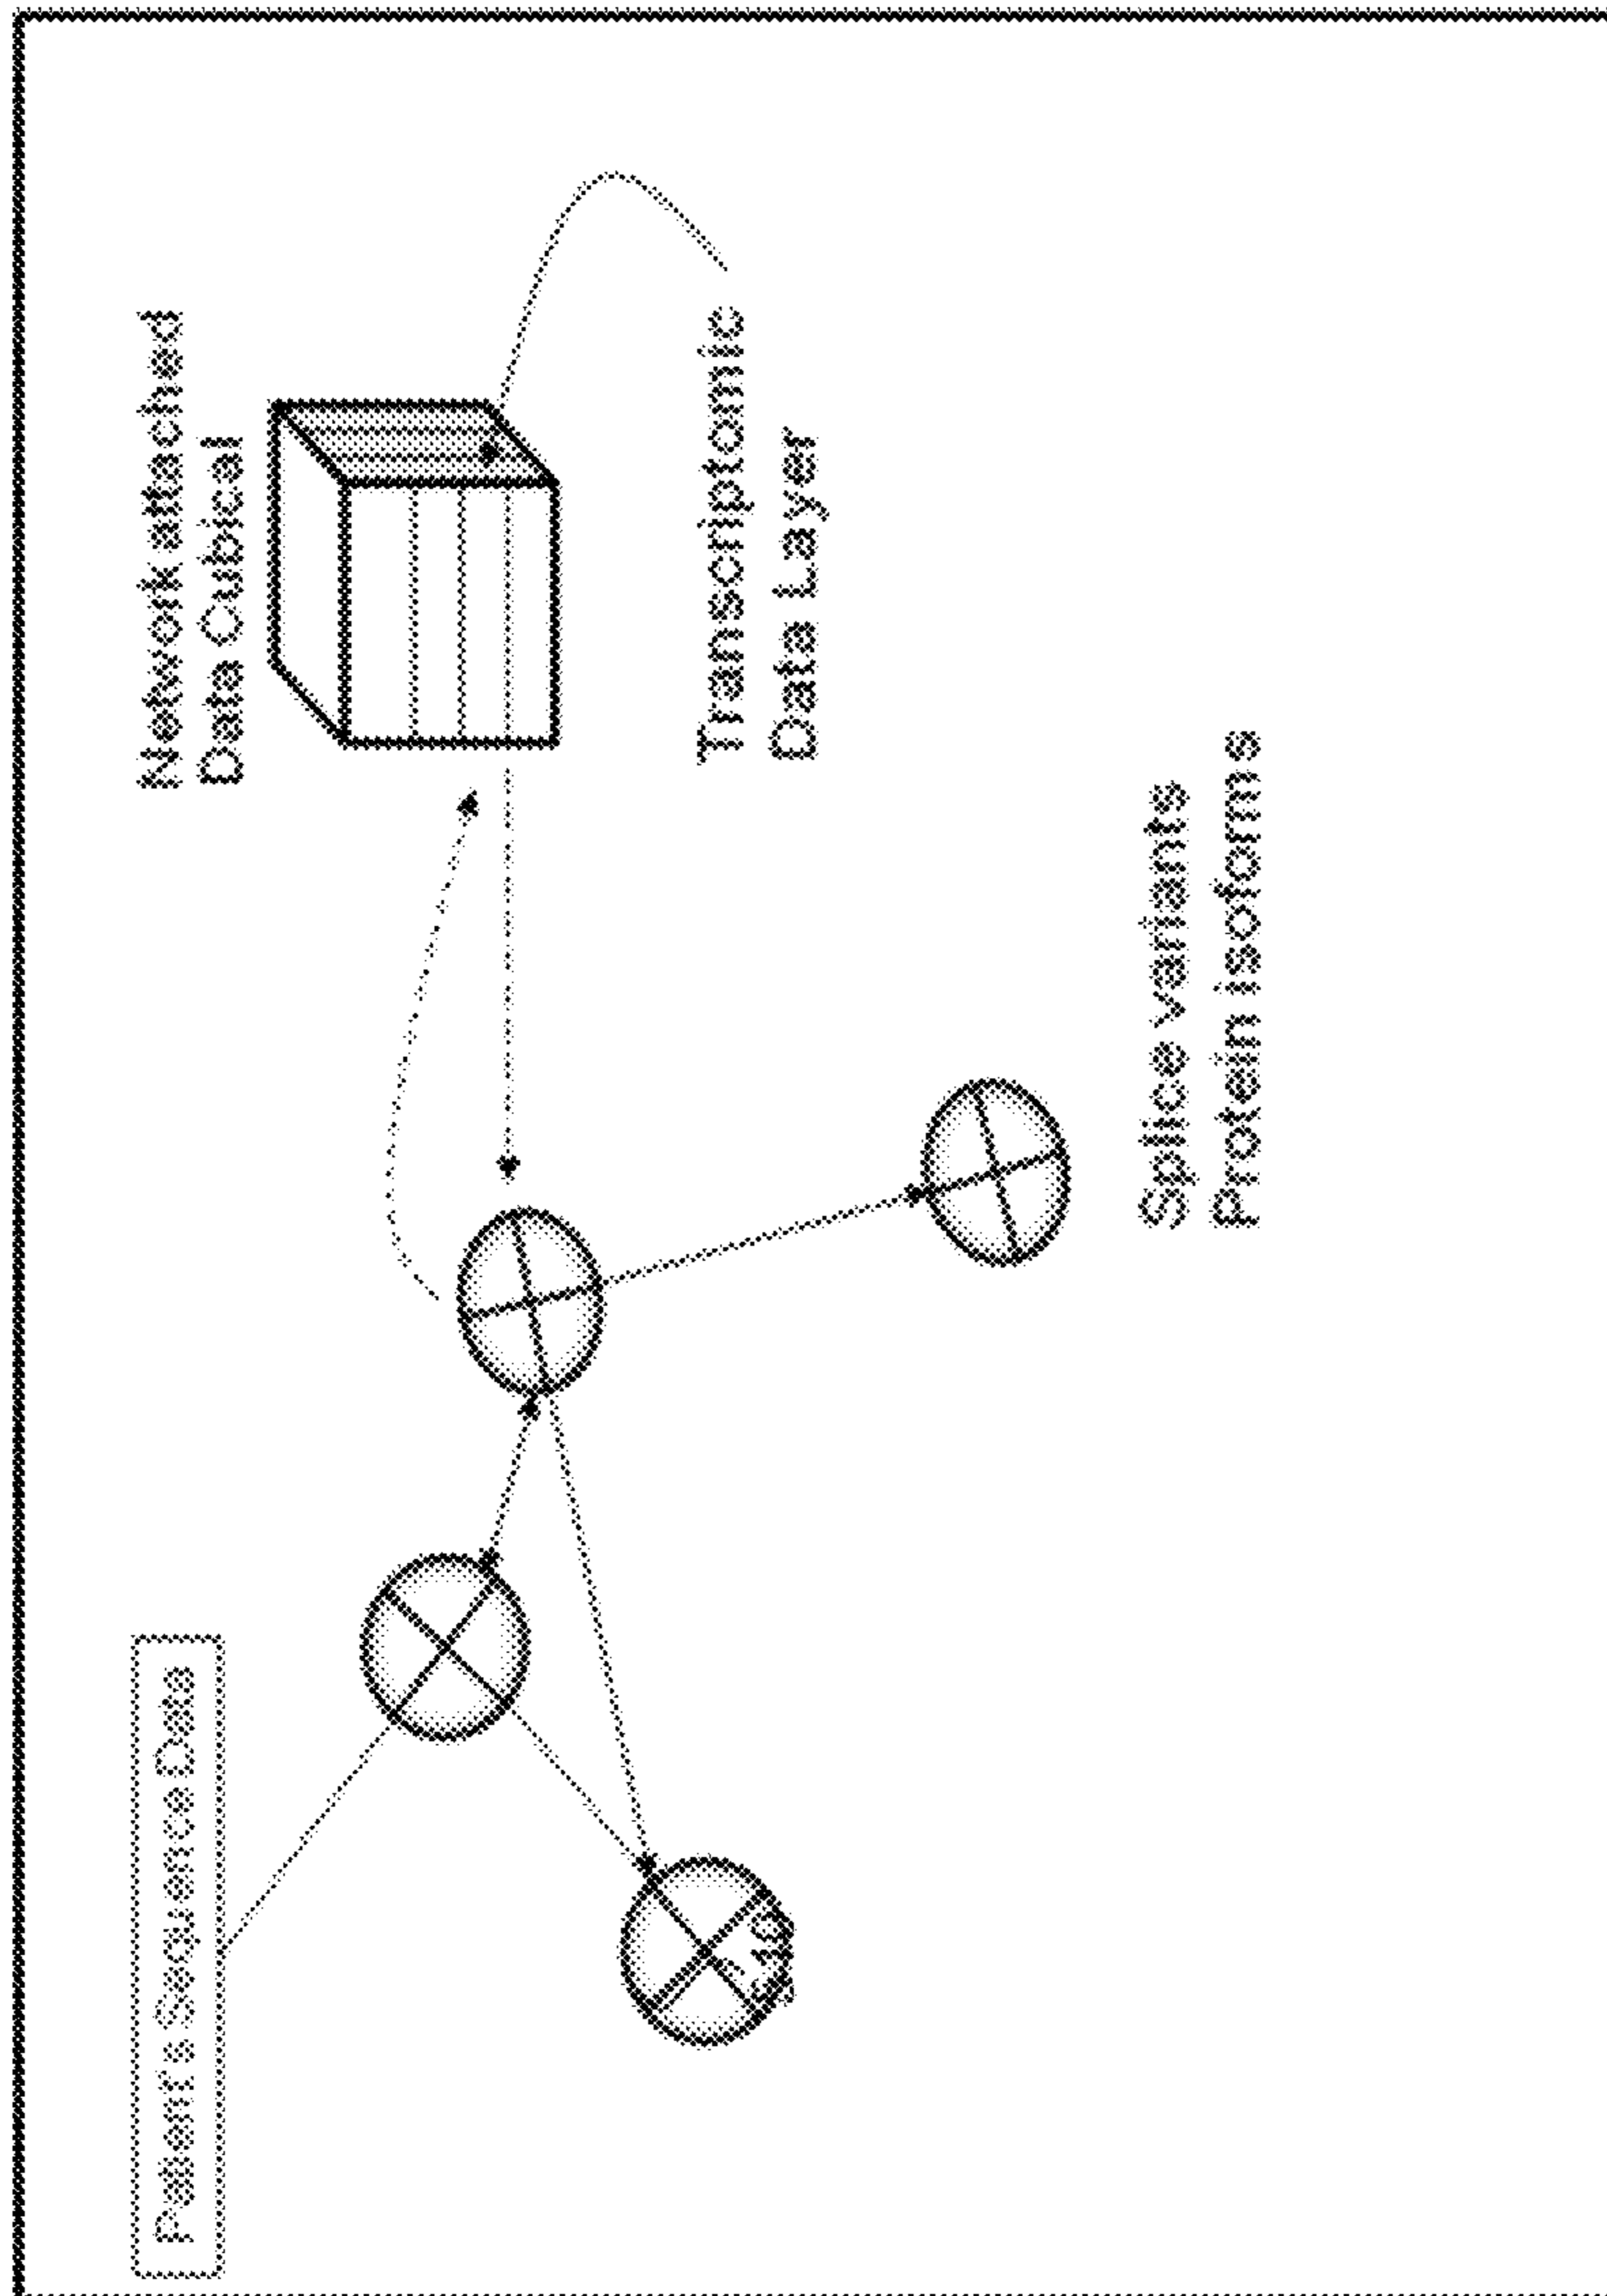 Patient's Sequence Data
Network attached
Data Cubical
Transcriptomic
Data Layer
Splice variants
Protein isoforms